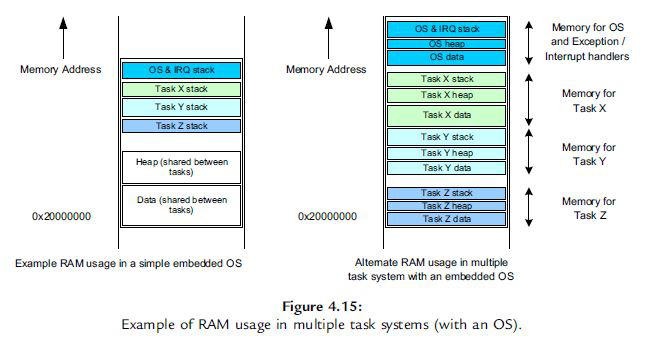 Memory Address
OS & IRQ stack
Task X stack
Task Y stack
Task Z stack
Heap (shared between
tasks)
Data (shared between
tasks)
0x20000000
Example RAM usage in a simple embedded OS
Memory Address
OS & IRQ stack
OS heap
OS data
Task X stack
Task X heap
Task X data
Task Y stack
Task Y heap
Task Y data
Task Z stack
Task Z heap
Task Z data
0x20000000
Memory for OS
and Exception /
Interrupt handlers
Memory for
Task X
Memory for
Task Y
Memory for
Task Z
Alternate RAM usage in multiple
task system with an embedded OS
Figure 4.15:
Example of RAM usage in multiple task systems (with an OS).